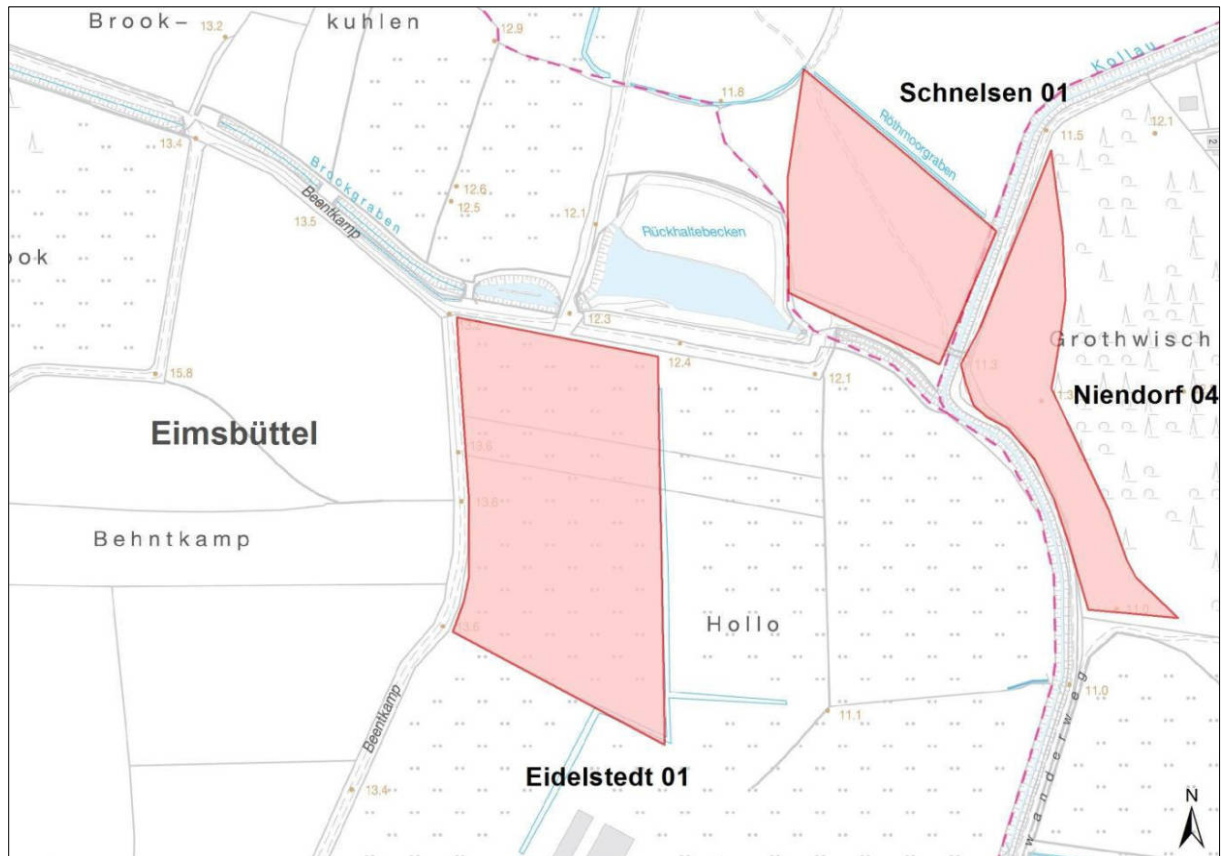 Brook-
kuhlen
13.2
12.9
Kollau
Schnelsen 01
11.8
11.5
12.1
2
13.4
Röthmoorgraben
Brookgraben
Beentkamp
12.6
12.5
13.5
12.1
Rückhaltebecken
ook
13.2
12.3
12.4
12.1
11.3
Grothwisch
15.8
Niendorf 04
Eimsbüttel
13.6
13.6
Behntkamp
13.6
Hollo
11.0
11.0
11.1
Beentkamp
wanderweg
Eidelstedt 01
13.4
N